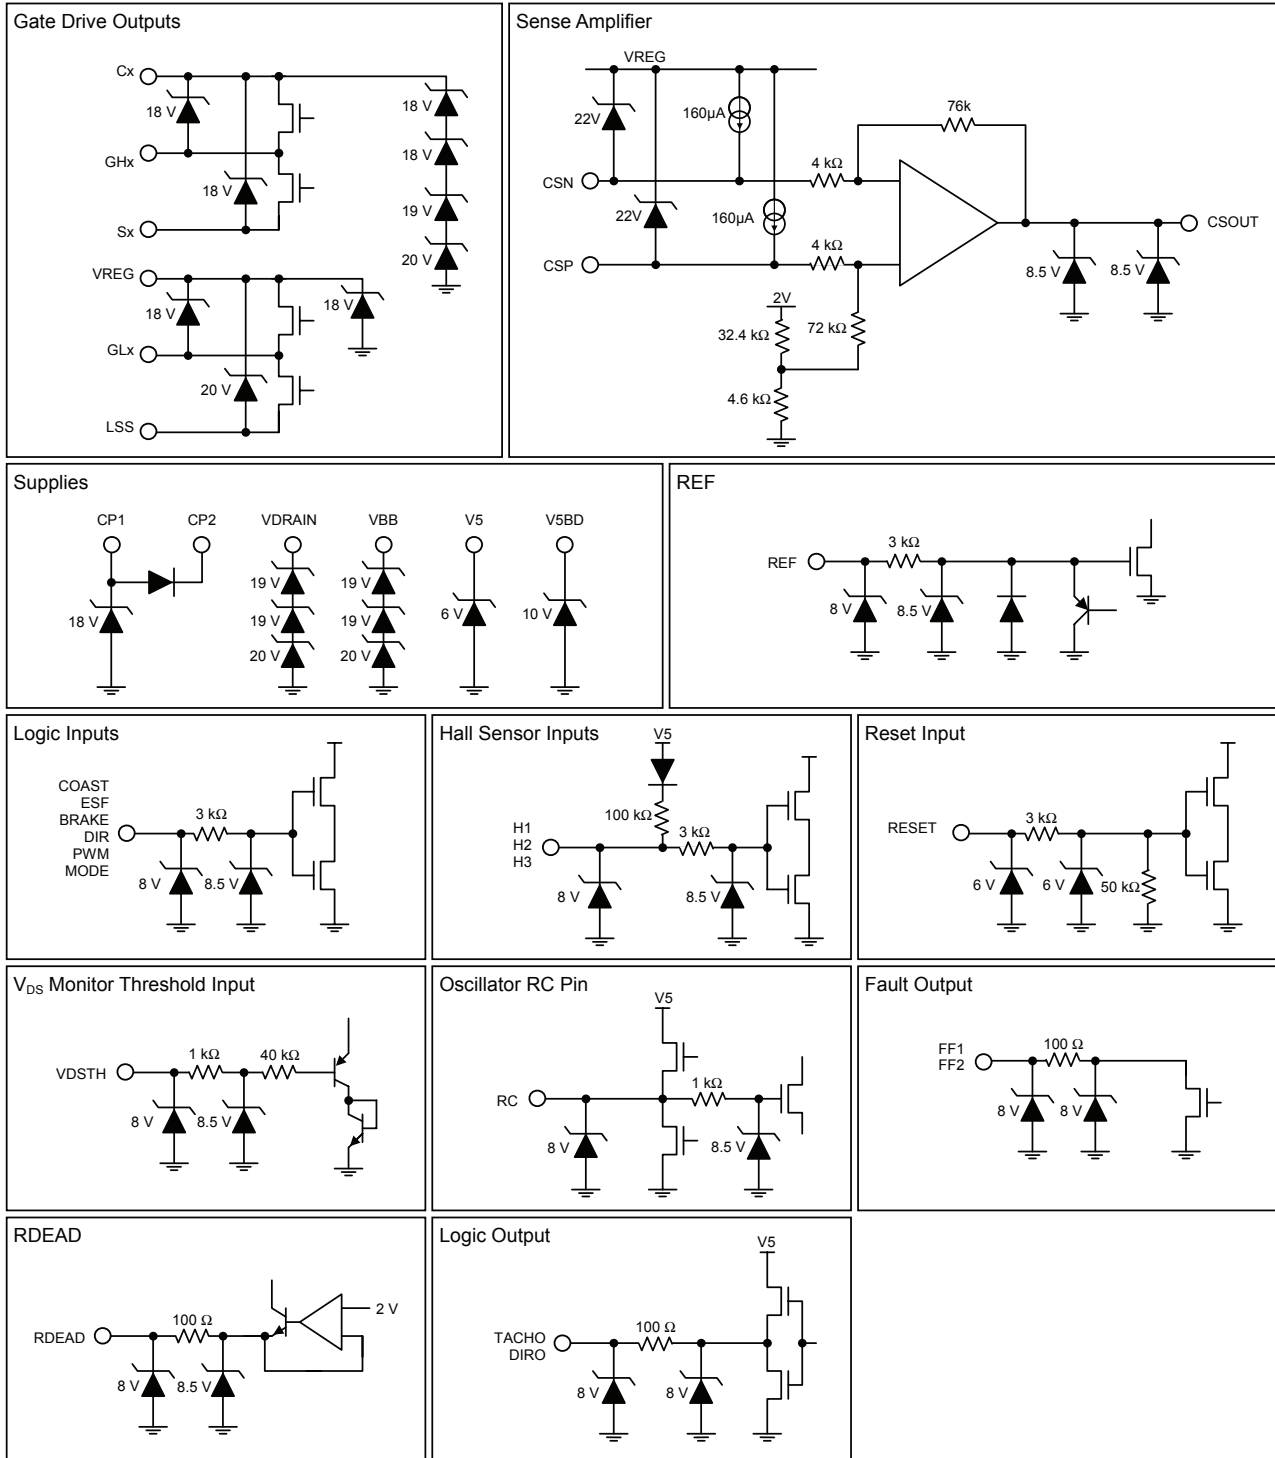 Gate Drive Outputs
Cx
18 V
GHx
18 V
Sx
18 V
18 V
19 V
20 V
VREG
18 V
18 V
GLx
20 V
LSS
Sense Amplifier
VREG
22V
160µA
76k
4 kΩ
CSN
22V
160µA
4 kΩ
CSP
CSOUT
8.5 V
8.5 V
2V
32.4 kΩ
72 kΩ
4.6 kΩ
Supplies
CP1
CP2
VDRAIN
VBB
V5
V5BD
18 V
19 V
19 V
20 V
19 V
19 V
20 V
6 V
10 V
REF
REF
3 kΩ
8 V
8.5 V
Logic Inputs
COAST
ESF
BRAKE
DIR
PWM
MODE
3 kΩ
8 V
8.5 V
Hall Sensor Inputs
V5
100 kΩ
3 kΩ
H1
H2
H3
8 V
8.5 V
Reset Input
RESET
3 kΩ
6 V
6 V
50 kΩ
VDS Monitor Threshold Input
VDSTH
1 kΩ
40 kΩ
8 V
8.5 V
Oscillator RC Pin
V5
RC
1 kΩ
8 V
8.5 V
Fault Output
FF1
FF2
100 Ω
8 V
8 V
RDEAD
2 V
RDEAD
100 Ω
8 V
8.5 V
Logic Output
V5
TACHO
DIRO
100 Ω
8 V
8 V